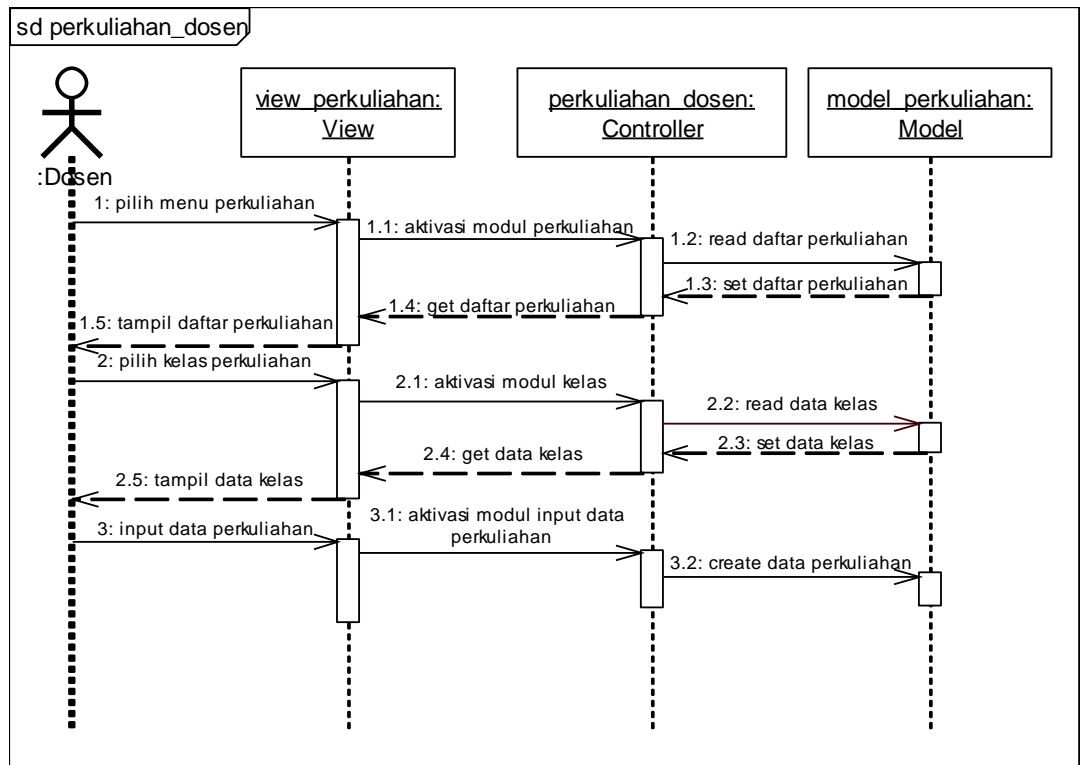 sd perkuliahan_dosen
view_perkuliahan:
View
perkuliahan_dosen:
Controller
model_perkuliahan:
Model
:Dosen
1: pilih menu perkuliahan
1.1: aktivasi modul perkuliahan
1.2: read daftar perkuliahan
1.3: set daftar perkuliahan
1.4: get daftar perkuliahan
1.5: tampil daftar perkuliahan
2: pilih kelas perkuliahan
2.1: aktivasi modul kelas
2.2: read data kelas
2.3: set data kelas
2.4: get data kelas
2.5: tampil data kelas
3: input data perkuliahan
3.1: aktivasi modul input data
perkuliahan
3.2: create data perkuliahan